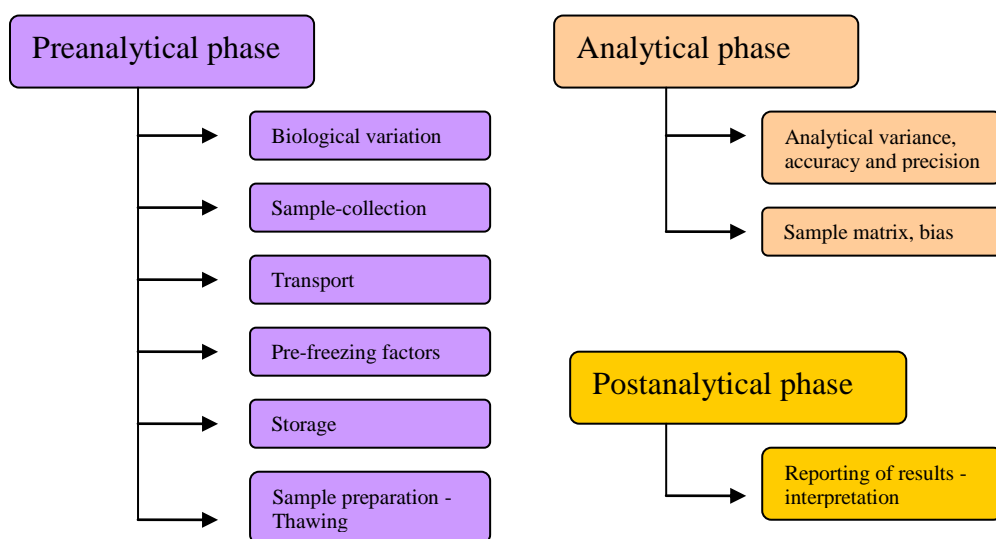 Preanalytical phase
Biological variation
Sample-collection
Transport
Pre-freezing factors
Storage
Sample preparation -
Thawing
Analytical phase
Analytical variance,
accuracy and precision
Sample matrix, bias
Postanalytical phase
Reporting of results -
interpretation